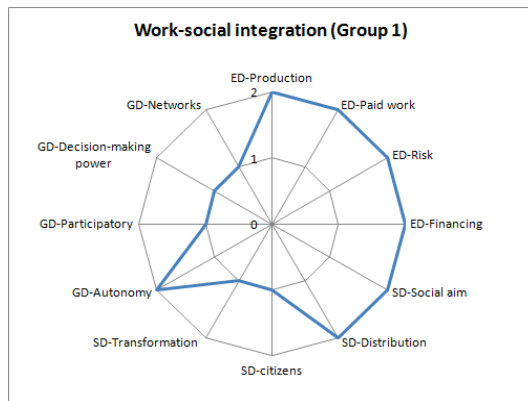 Work-social integration (Group 1)
ED-Production
2
GD-Networks
ED-Paid work
GD-Decision-making
power
1
ED-Risk
GD-Participatory
0
ED-Financing
GD-Autonomy
SD-Social aim
SD-Transformation
SD-Distribution
SD-citizens